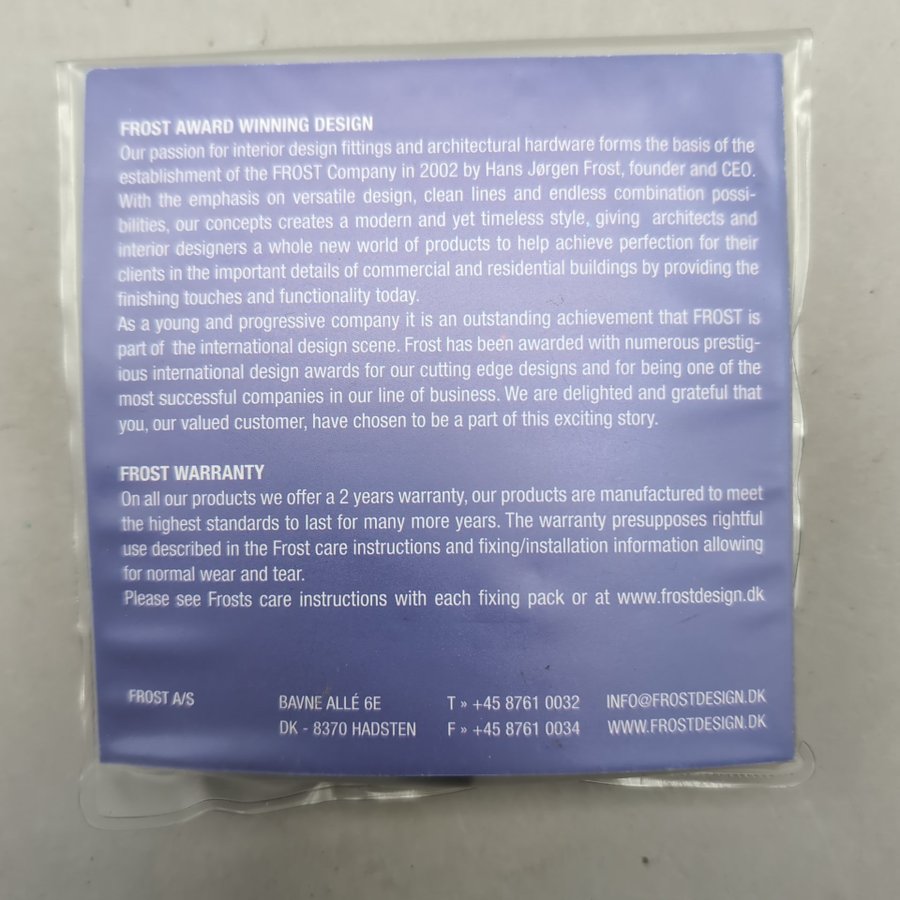 FROST AWARD WINNING DESIGN
Our passion for interior design fittings and architectural hardware forms the basis of the
establishment of the FROST Company in 2002 by Hans Jørgen Frost, founder and CEO.
With the emphasis on versatile design, clean lines and endless combination possi-
bilities, our concepts creates a modern and yet timeless style, giving architects and
interior designers a whole new world of products to help achieve perfection for their
clients in the important details of commercial and residential buildings by providing the
finishing touches and functionality today.
As a young and progressive company it is an outstanding achievement that FROST is
part of the international design scene. Frost has been awarded with numerous prestig-
ious international design awards for our cutting edge designs and for being one of the
most successful companies in our line of business. We are delighted and grateful that
you, our valued customer, have chosen to be a part of this exciting story.
FROST WARRANTY
On all our products we offer a 2 years warranty, our products are manufactured to meet
the highest standards to last for many more years. The warranty presupposes rightful
use described in the Frost care instructions and fixing/installation information allowing
for normal wear and tear.
Please see Frosts care instructions with each fixing pack or at www.frostdesign.dk
FROST A/S BAVNE ALLÉ 6E T » +45 8761 0032 INFO@FROSTDESIGN.DK
DK - 8370 HADSTEN F » +45 8761 0034 WWW.FROSTDESIGN.DK